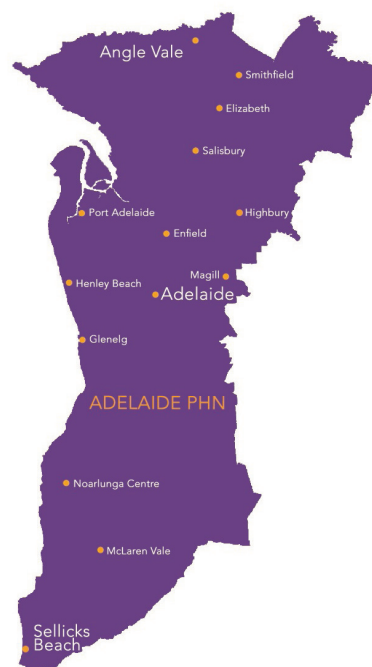 Angle Vale
Smithfield
Elizabeth
Salisbury
Port Adelaide
Highbury
Enfield
Magill
Henley Beach
Adelaide
Glenelg
ADELAIDE PHN
Noarlunga Centre
McLaren Vale
Sellicks
Beach